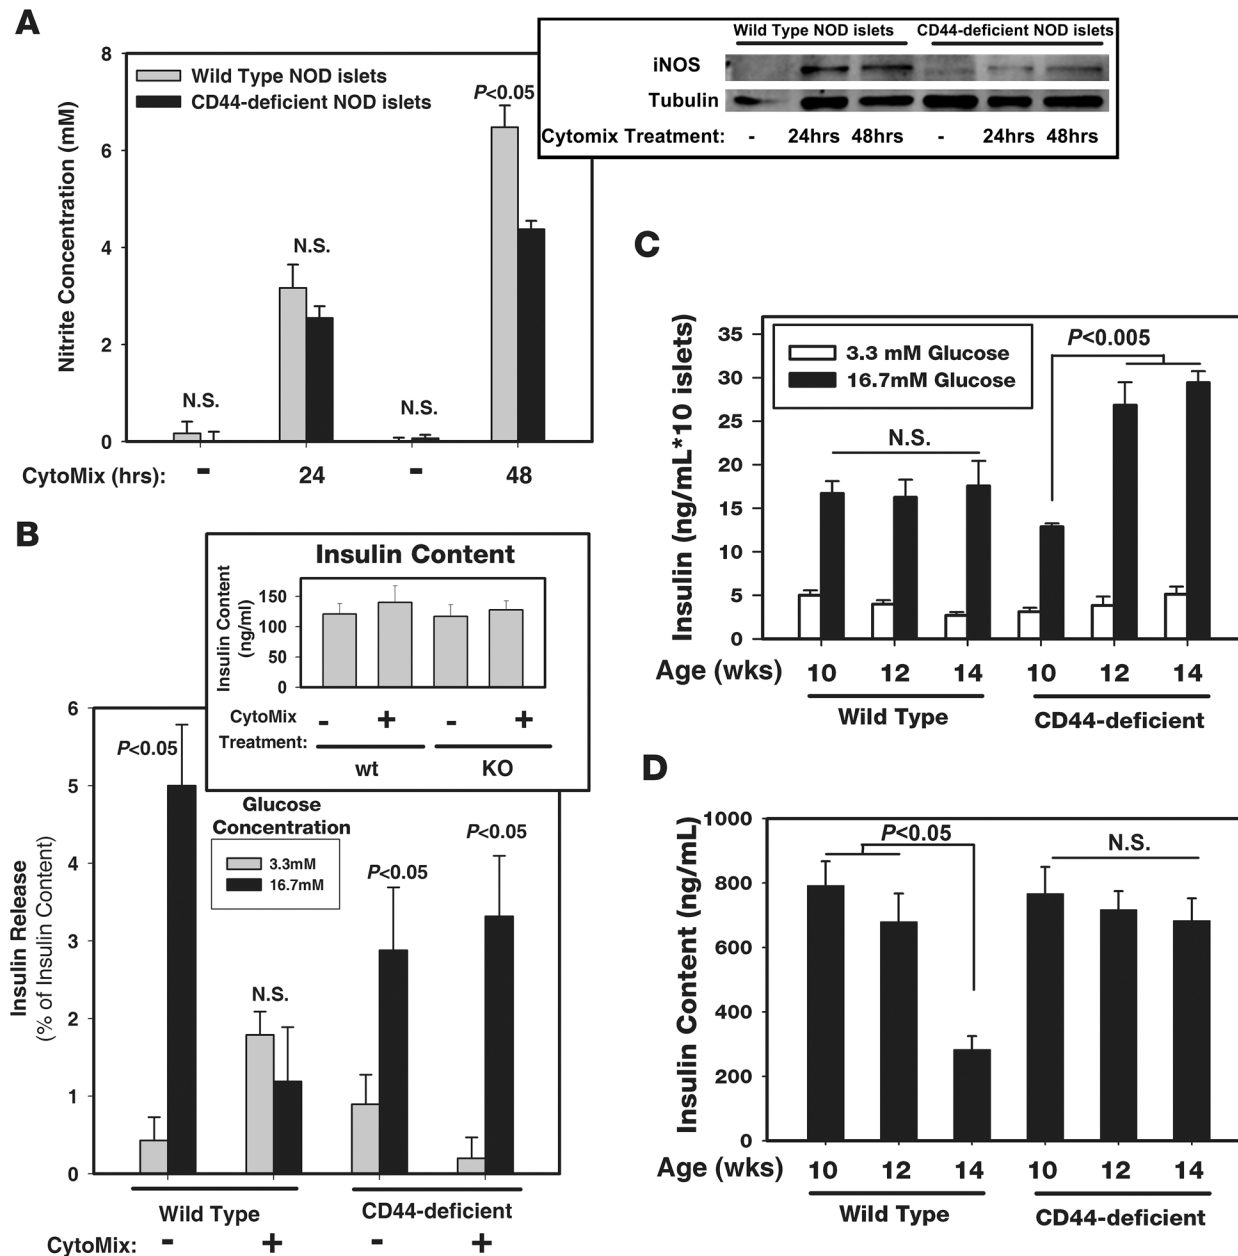 A
Wild Type NOD islets
CD44-deficient NOD islets
iNOS
Tubulin
Cytomix Treatment: - 24hrs 48hrs - 24hrs 48hrs
Nitrite Concentration (mM)
8
6
4
2
0
Wild Type NOD islets
CD44-deficient NOD islets
N.S.
N.S.
N.S.
P<0.05
CytoMix (hrs): - 24 - 48
B
Insulin Content
Insulin Content
(ng/ml)
150
100
50
0
CytoMix
Treatment:
- + - +
wt KO
Insulin Release
(% of Insulin Content)
6
5
4
3
2
1
0
Glucose
Concentration
3.3mM
16.7mM
P<0.05
N.S.
P<0.05
P<0.05
Wild Type CD44-deficient
CytoMix: - + - +
C
Insulin (ng/mL*10 islets)
35
30
25
20
15
10
5
0
3.3 mM Glucose
16.7mM Glucose
N.S.
P<0.005
Age (wks) 10 12 14 10 12 14
Wild Type CD44-deficient
D
Insulin Content (ng/mL)
1000
800
600
400
200
0
P<0.05
N.S.
Age (wks) 10 12 14 10 12 14
Wild Type CD44-deficient